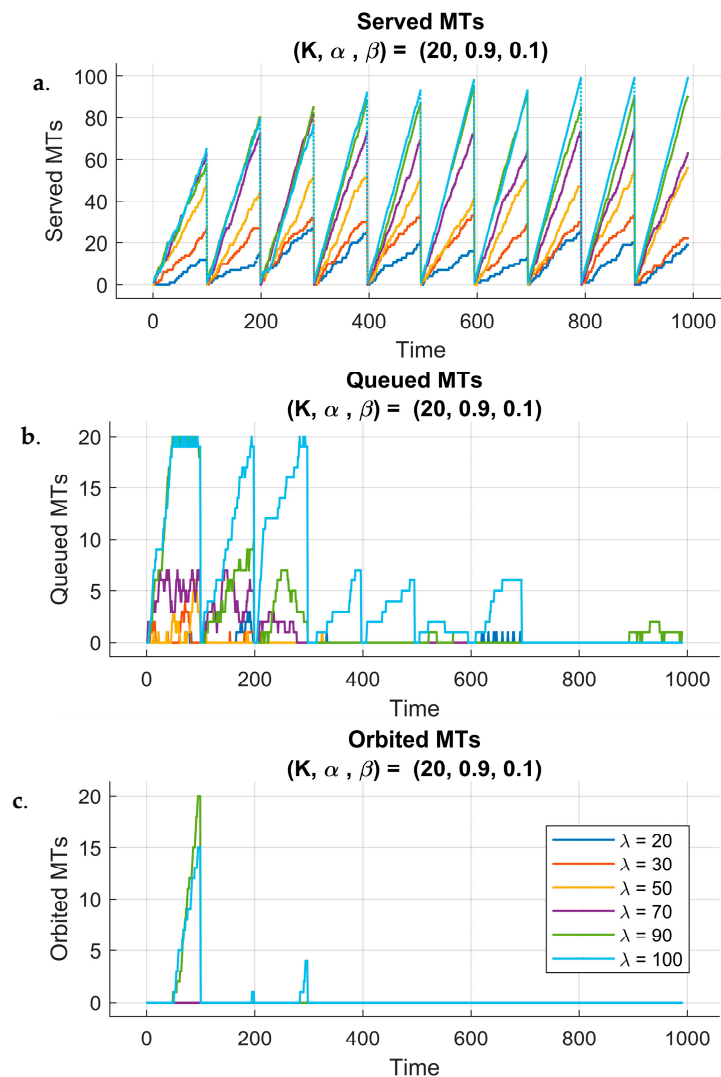 Served MTs
(K, α , β) = (20, 0.9, 0.1)
a.
100
80
60
40
20
0
Served MTs
0 200 400 600 800 1000
Time
Queued MTs
(K, α , β) = (20, 0.9, 0.1)
b.
20
15
10
5
0
Queued MTs
0 200 400 600 800 1000
Time
Orbited MTs
(K, α , β) = (20, 0.9, 0.1)
c.
20
15
10
5
0
Orbited MTs
λ = 20
λ = 30
λ = 50
λ = 70
λ = 90
λ = 100
0 200 400 600 800 1000
Time